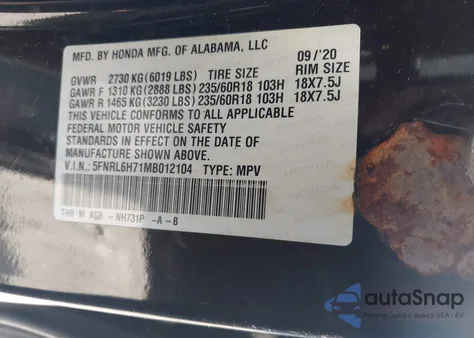 MFD. BY HONDA MFG. OF ALABAMA, LLC 09/'20
GVWR 2730 KG(6019 LBS) TIRE SIZE RIM SIZE
GAWR F 1310 KG(2888 LBS) 235/60R18 103H 18X7.5J
GAWR R 1465 KG(3230 LBS) 235/60R18 103H 18X7.5J
THIS VEHICLE CONFORMS TO ALL APPLICABLE
FEDERAL MOTOR VEHICLE SAFETY
STANDARDS IN EFFECT ON THE DATE OF
MANUFACTURE SHOWN ABOVE.
V.I.N.: 5FNRL6H71MB012104 TYPE: MPV
NH731P -A -B
autoSnap